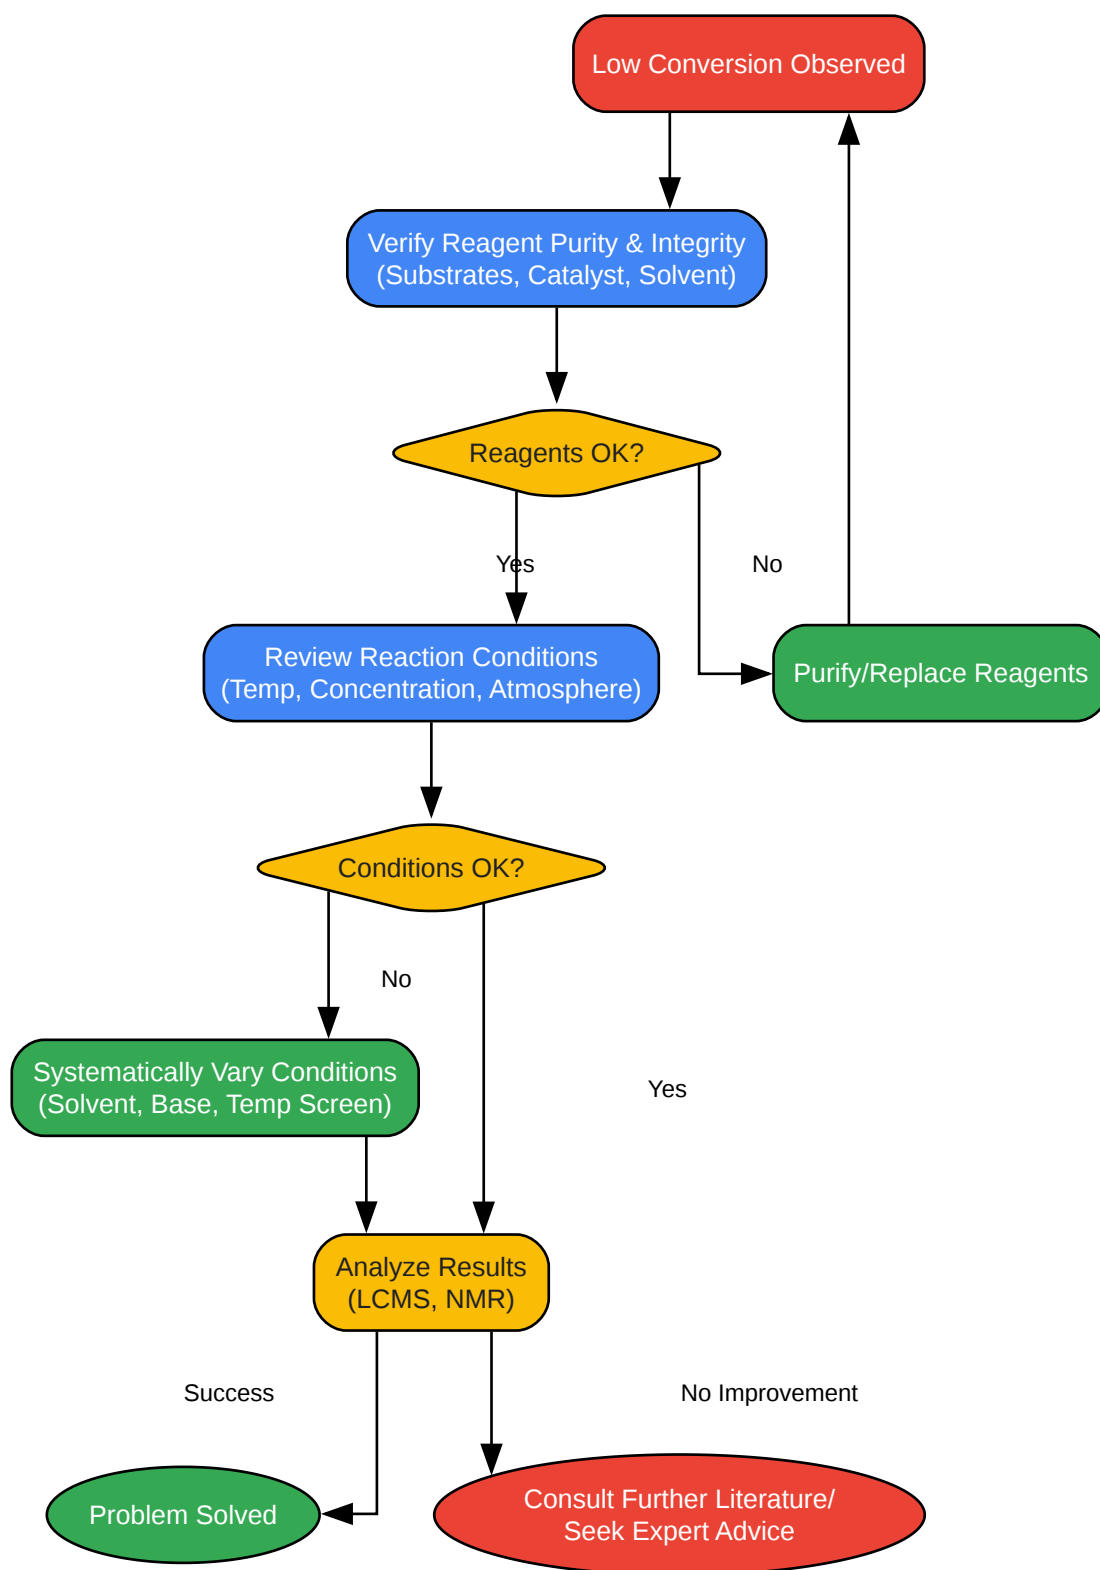 Low Conversion Observed
Verify Reagent Purity & Integrity
(Substrates, Catalyst, Solvent)
Reagents OK?
Yes
No
Review Reaction Conditions
(Temp, Concentration, Atmosphere)
Purify/Replace Reagents
Conditions OK?
No
Systematically Vary Conditions
(Solvent, Base, Temp Screen)
Yes
Analyze Results
(LCMS, NMR)
Success
No Improvement
Problem Solved
Consult Further Literature/
Seek Expert Advice